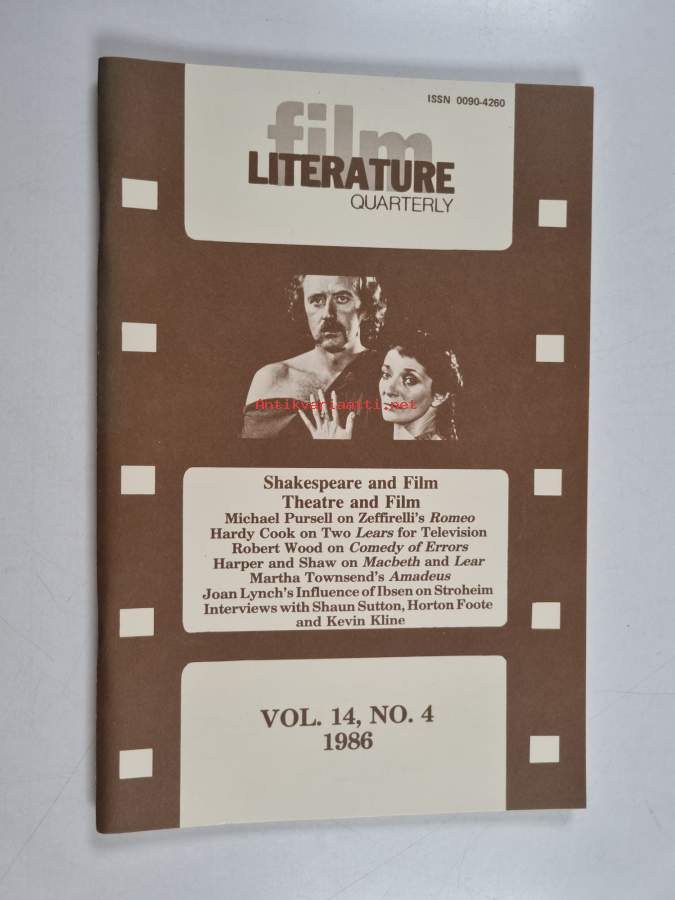 ISSN 0090-4260
film
LITERATURE
QUARTERLY
Antikvariaatti.net
Shakespeare and Film
Theatre and Film
Michael Pursell on Zeffirelli's Romeo
Hardy Cook on Two Lears for Television
Robert Wood on Comedy of Errors
Harper and Shaw on Macbeth and Lear
Martha Townsend's Amadeus
Joan Lynch's Influence of Ibsen on Stroheim
Interviews with Shaun Sutton, Horton Foote
and Kevin Kline
VOL. 14, NO. 4
1986